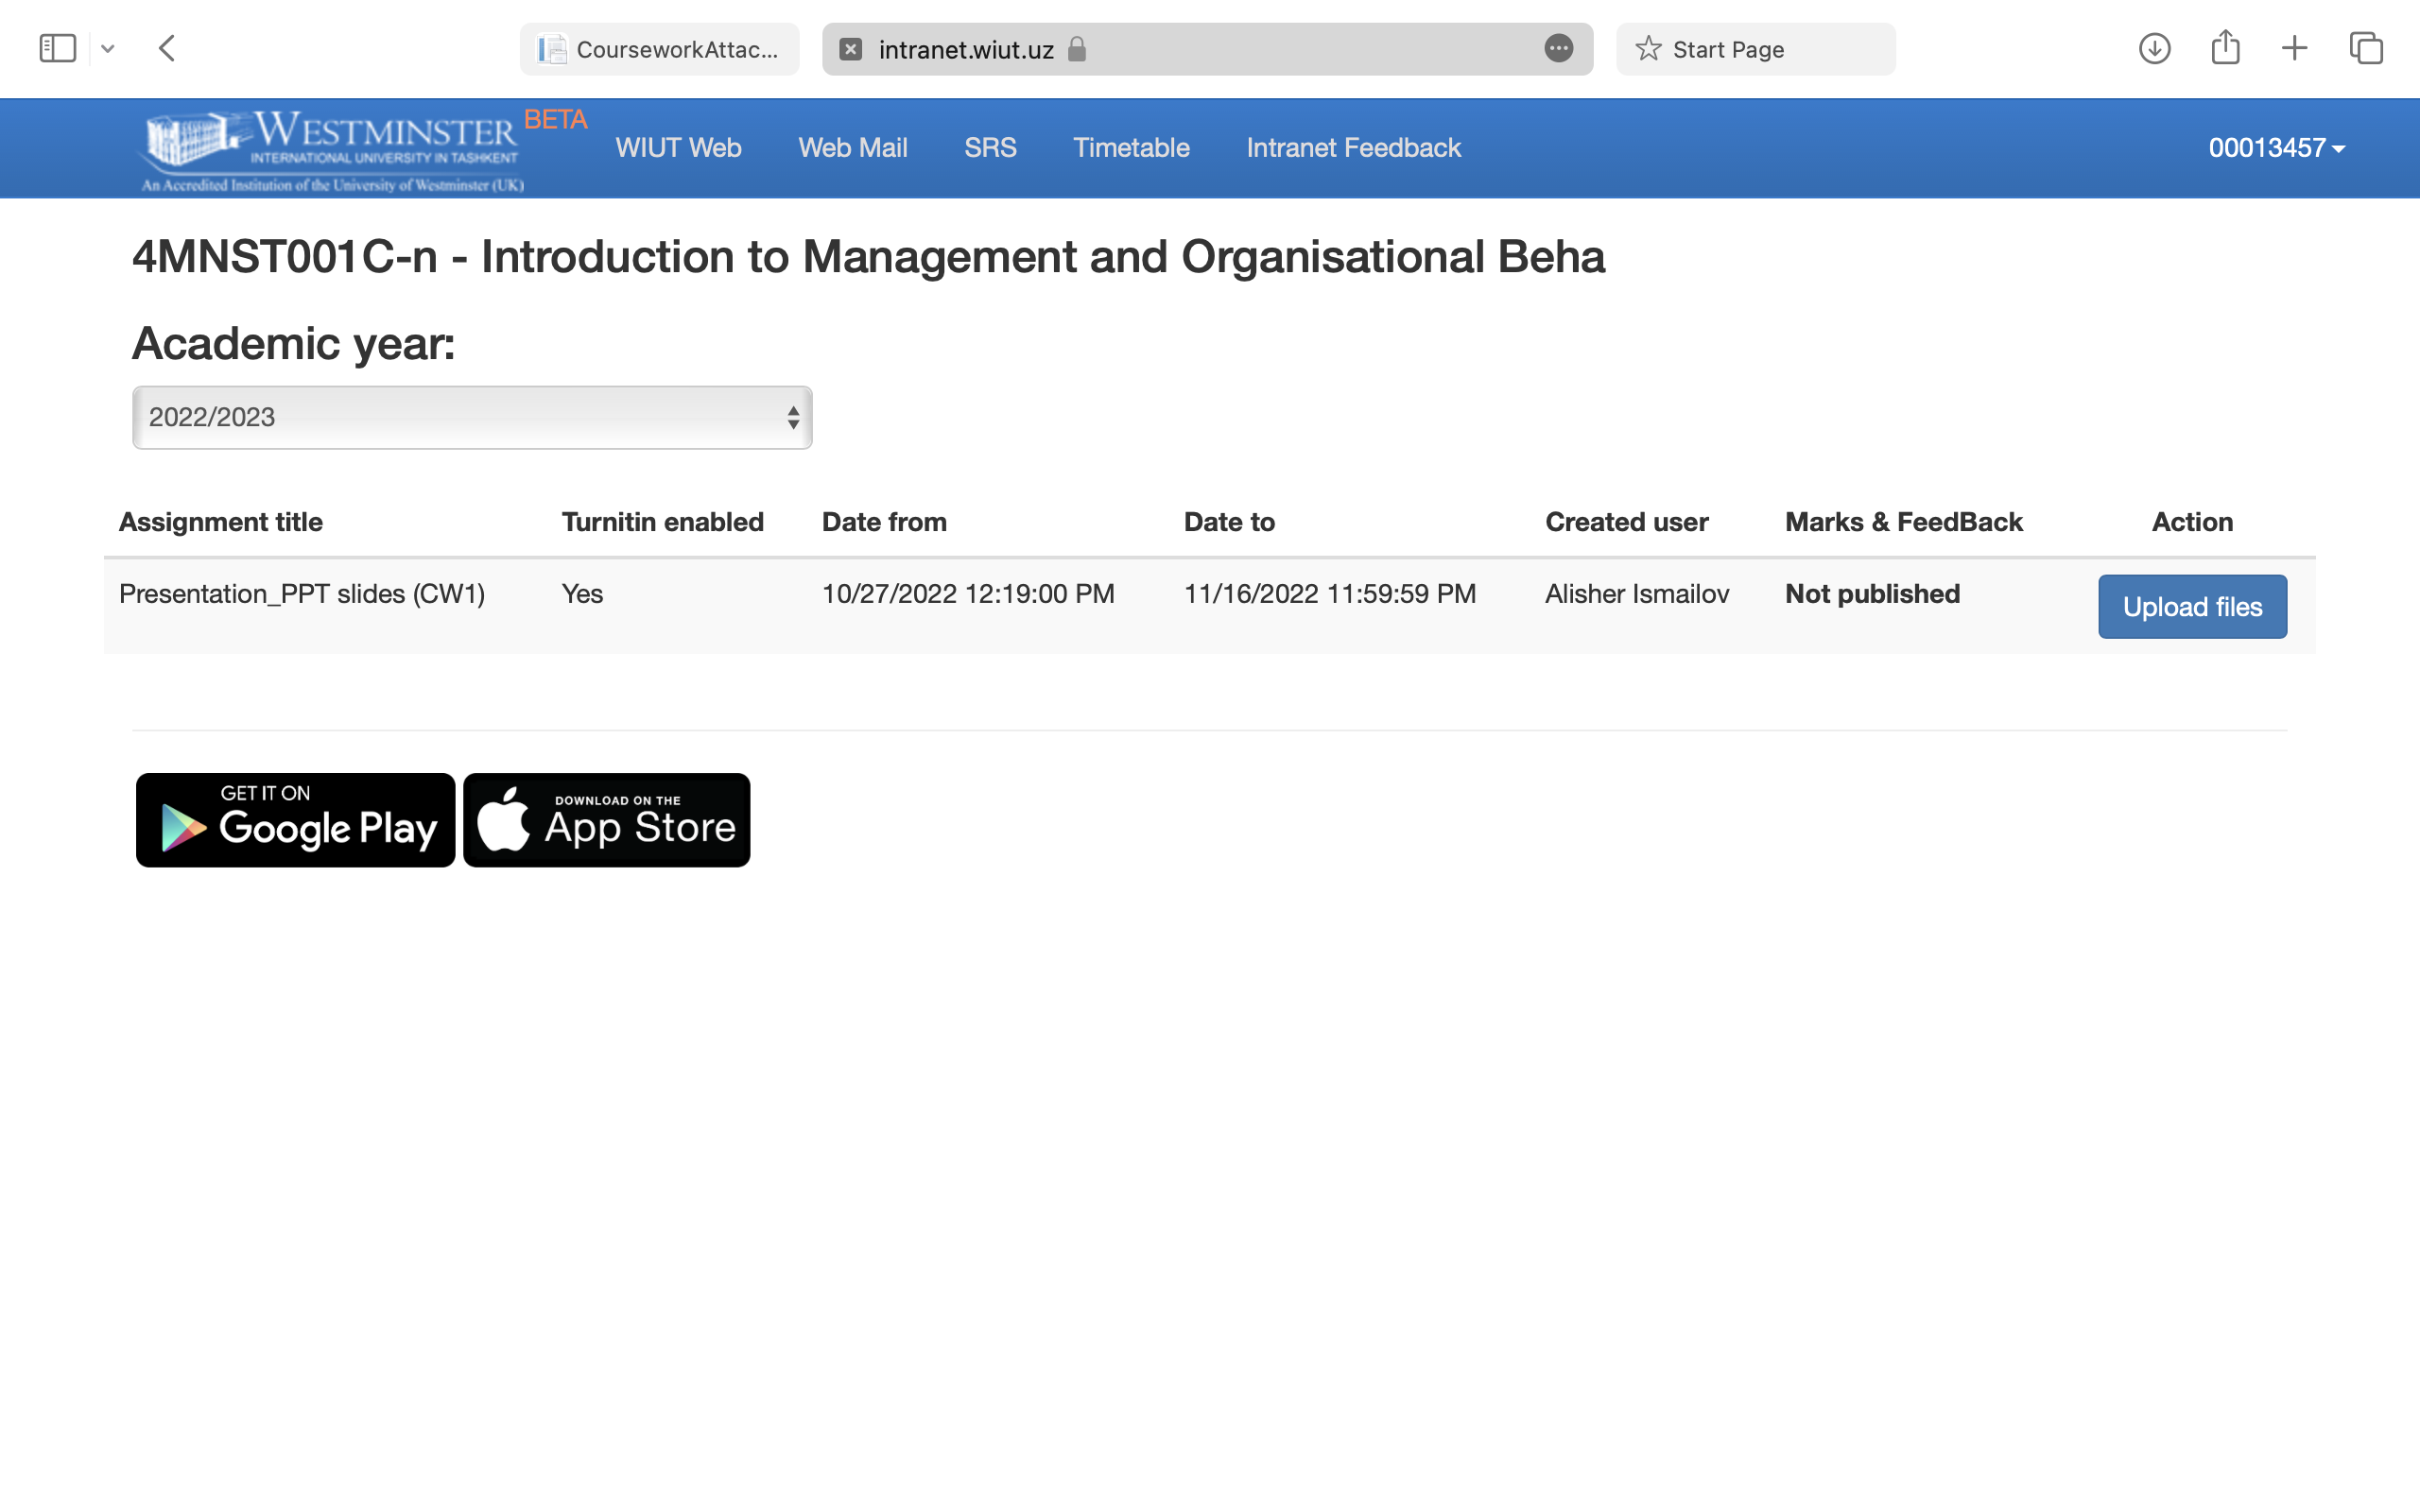 CourseworkAttac...
intranet.wiut.uz
Start Page
WESTMINSTER
INTERNATIONAL UNIVERSITY IN TASHKENT
An Accredited Institution of the University of Westminster (UK)
BETA
WIUT Web
Web Mail
SRS
Timetable
Intranet Feedback
00013457
4MNST001C-n - Introduction to Management and Organisational Beha
Academic year:
2022/2023
Assignment title Turnitin enabled Date from Date to Created user Marks & FeedBack Action
Presentation_PPT slides (CW1) Yes 10/27/2022 12:19:00 PM 11/16/2022 11:59:59 PM Alisher Ismailov Not published Upload files
GET IT ON
Google Play
DOWNLOAD ON THE
App Store